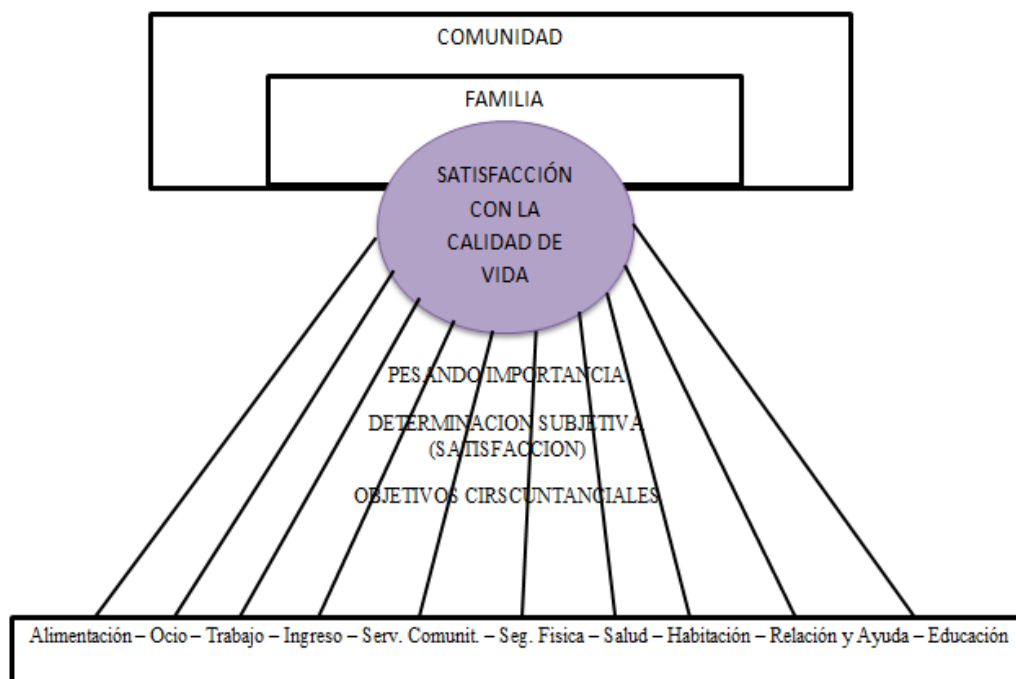 COMUNIDAD
FAMILIA
SATISFACCIÓN
CON LA
CALIDAD DE
VIDA
PESANDO IMPORTANCIA
DETERMINACION SUBJETIVA
(SATISFACCION)
OBJETIVOS CIRSCUNTANCIALES
Alimentación – Ocio – Trabajo – Ingreso – Serv. Comunit. – Seg. Fisica – Salud – Habitación – Relación y Ayuda – Educación